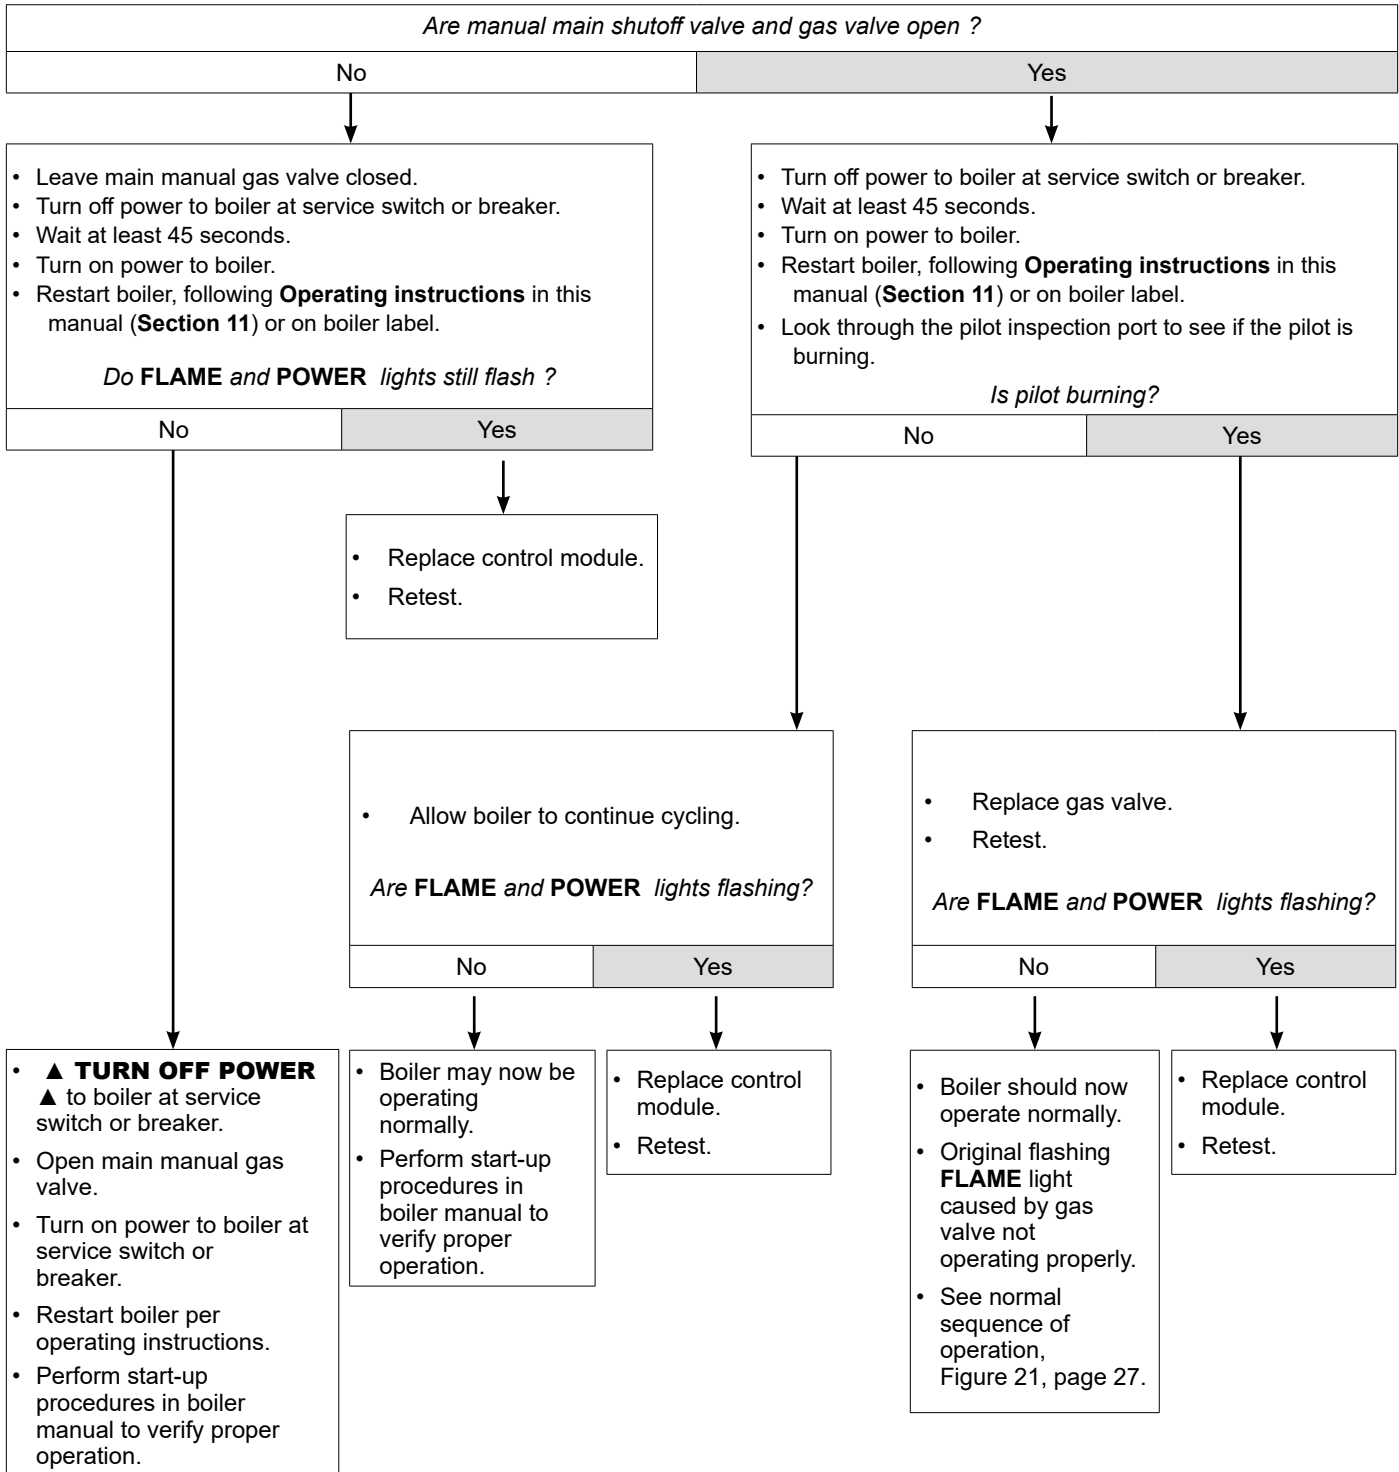 Are manual main shutoff valve and gas valve open ?
No
Yes
• Leave main manual gas valve closed.
• Turn off power to boiler at service switch or breaker.
• Wait at least 45 seconds.
• Turn on power to boiler.
• Restart boiler, following Operating instructions in this
manual (Section 11) or on boiler label.
Do FLAME and POWER lights still flash ?
No
Yes
• Turn off power to boiler at service switch or breaker.
• Wait at least 45 seconds.
• Turn on power to boiler.
• Restart boiler, following Operating instructions in this
manual (Section 11) or on boiler label.
• Look through the pilot inspection port to see if the pilot is
burning.
Is pilot burning?
No
Yes
• Replace control module.
• Retest.
• Allow boiler to continue cycling.
Are FLAME and POWER lights flashing?
No
Yes
• Replace gas valve.
• Retest.
Are FLAME and POWER lights flashing?
No
Yes
• ▲ TURN OFF POWER
▲ to boiler at service
switch or breaker.
• Open main manual gas
valve.
• Turn on power to boiler at
service switch or
breaker.
• Restart boiler per
operating instructions.
• Perform start-up
procedures in boiler
manual to verify proper
operation.
• Boiler may now be
operating
normally.
• Perform start-up
procedures in
boiler manual to
verify proper
operation.
• Replace control
module.
• Retest.
• Boiler should now
operate normally.
• Original flashing
FLAME light
caused by gas
valve not
operating properly.
• See normal
sequence of
operation,
Figure 21, page 27.
• Replace control
module.
• Retest.